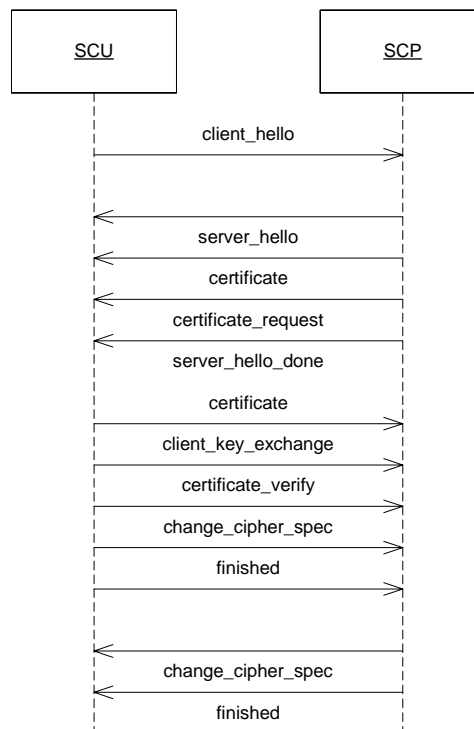 SCU SCP
client_hello
server_hello
certificate
certificate_request
server_hello_done
certificate
client_key_exchange
certificate_verify
change_cipher_spec
finished
change_cipher_spec
finished